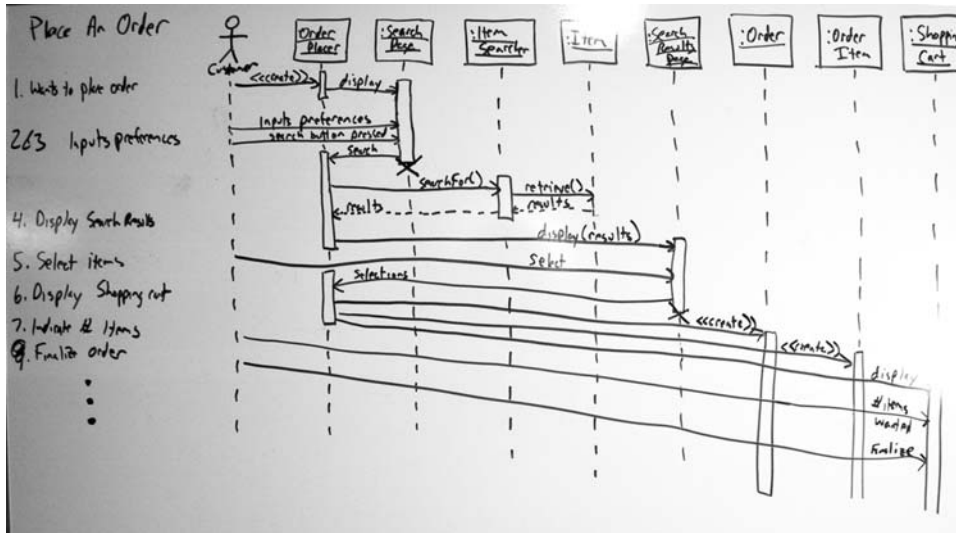 Place An Order
Customer
Order
Placer
:Search
Page
:Item
Searcher
:Item
:Search
Results
Page
:Order
:Order
Item
:Shopping
Cart
1. Wants to place order
<<create>>
display
2&3 Inputs preferences
Inputs preferences
search button pressed
search
searchFor()
retrieve()
results
results
4. Display Search Results
display(results)
5. Select items
select
selections
6. Display Shopping
7. Indicate # Items
<<create>>
<<create>>
9. Finalize order
display
# items
wanted
Finalize